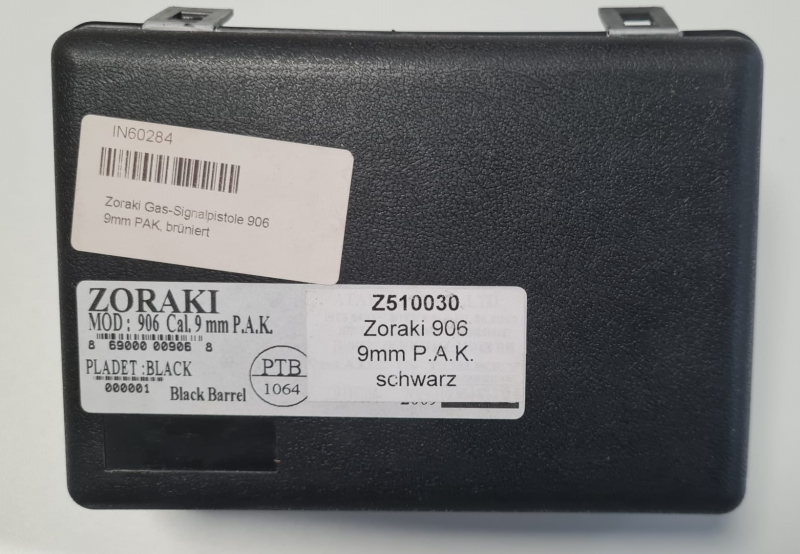 IN60284
Zoraki Gas-Signalpistole 906
9mm PAK, brüniert
ZORAKI
MOD : 906 Cal. 9 mm P.A.K.
8 69000 00906 8
PLADET :BLACK
000001
Black Barrel
PTB
1064
Z510030
Zoraki 906
9mm P.A.K.
schwarz